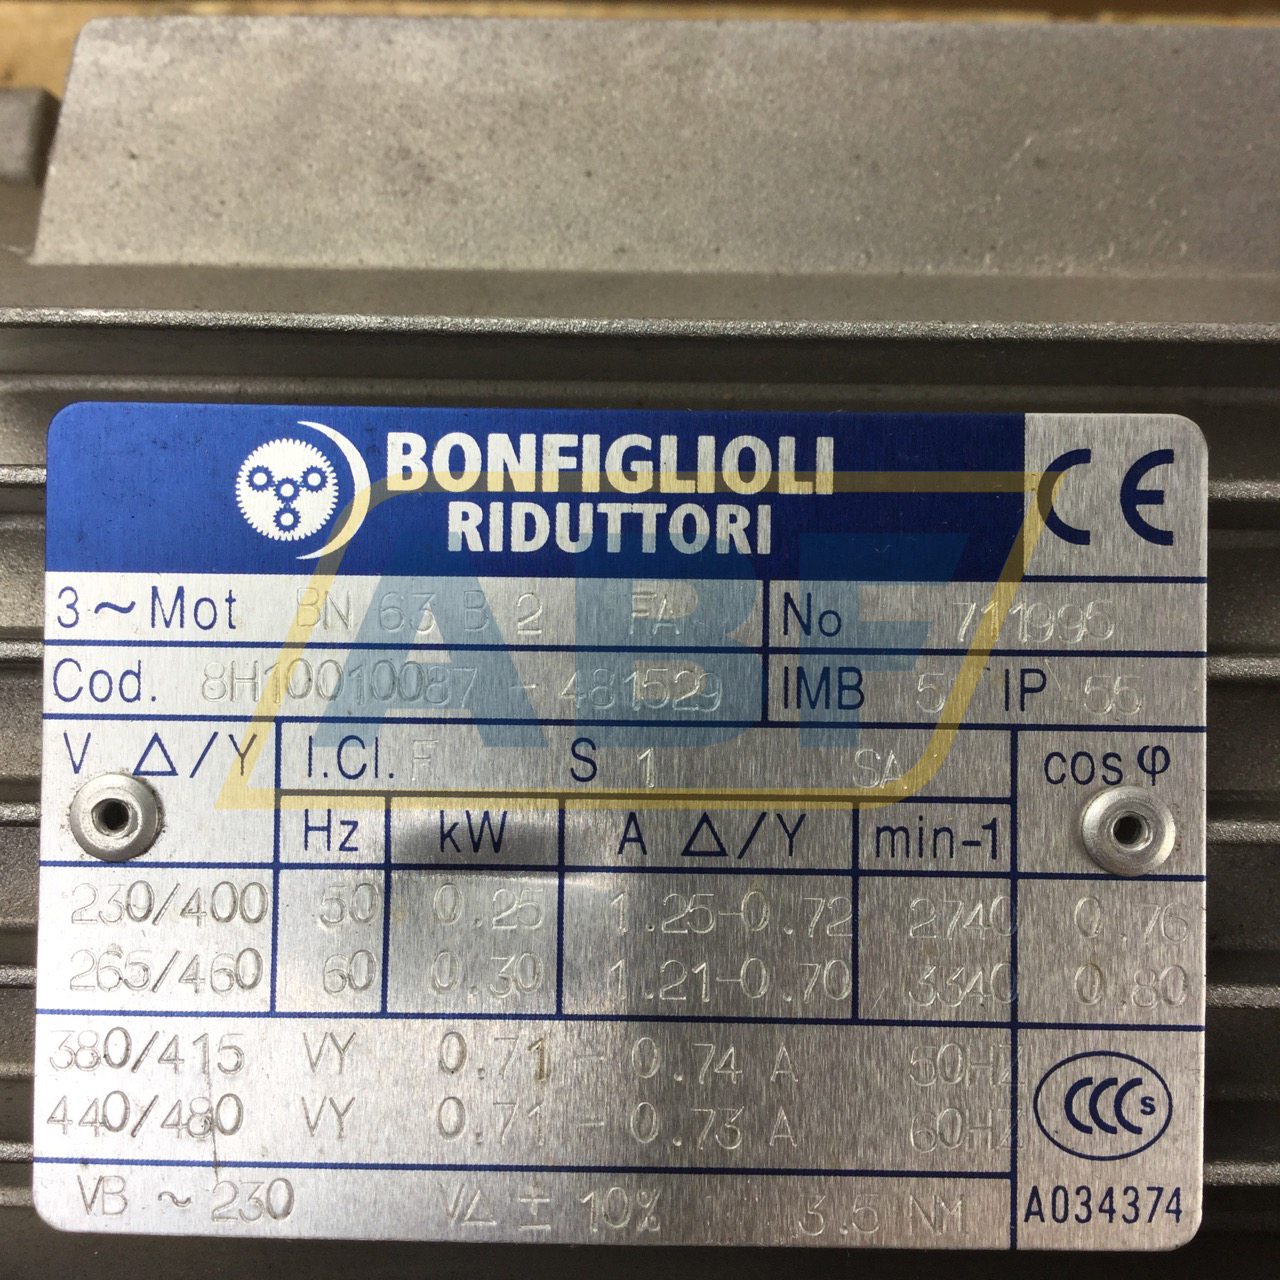 BONFIGLIOLI
RIDUTTORI
CE
3~Mot BN 63 B 2 FA No 711995
Cod. 8H10010087 - 481529 IMB 5 IP 55
V Δ/Y I.Cl. F S 1 SA cos φ
Hz kW A Δ/Y min-1
230/400 50 0.25 1.25-0.72 2740 0.76
265/460 60 0.30 1.21-0.70 3340 0.80
380/415 VY 0.71 - 0.74 A 50HZ
440/480 VY 0.71 - 0.73 A 60HZ
CCC S
VB ~ 230 VΔ ± 10% 3.5 NM A034374
ABF